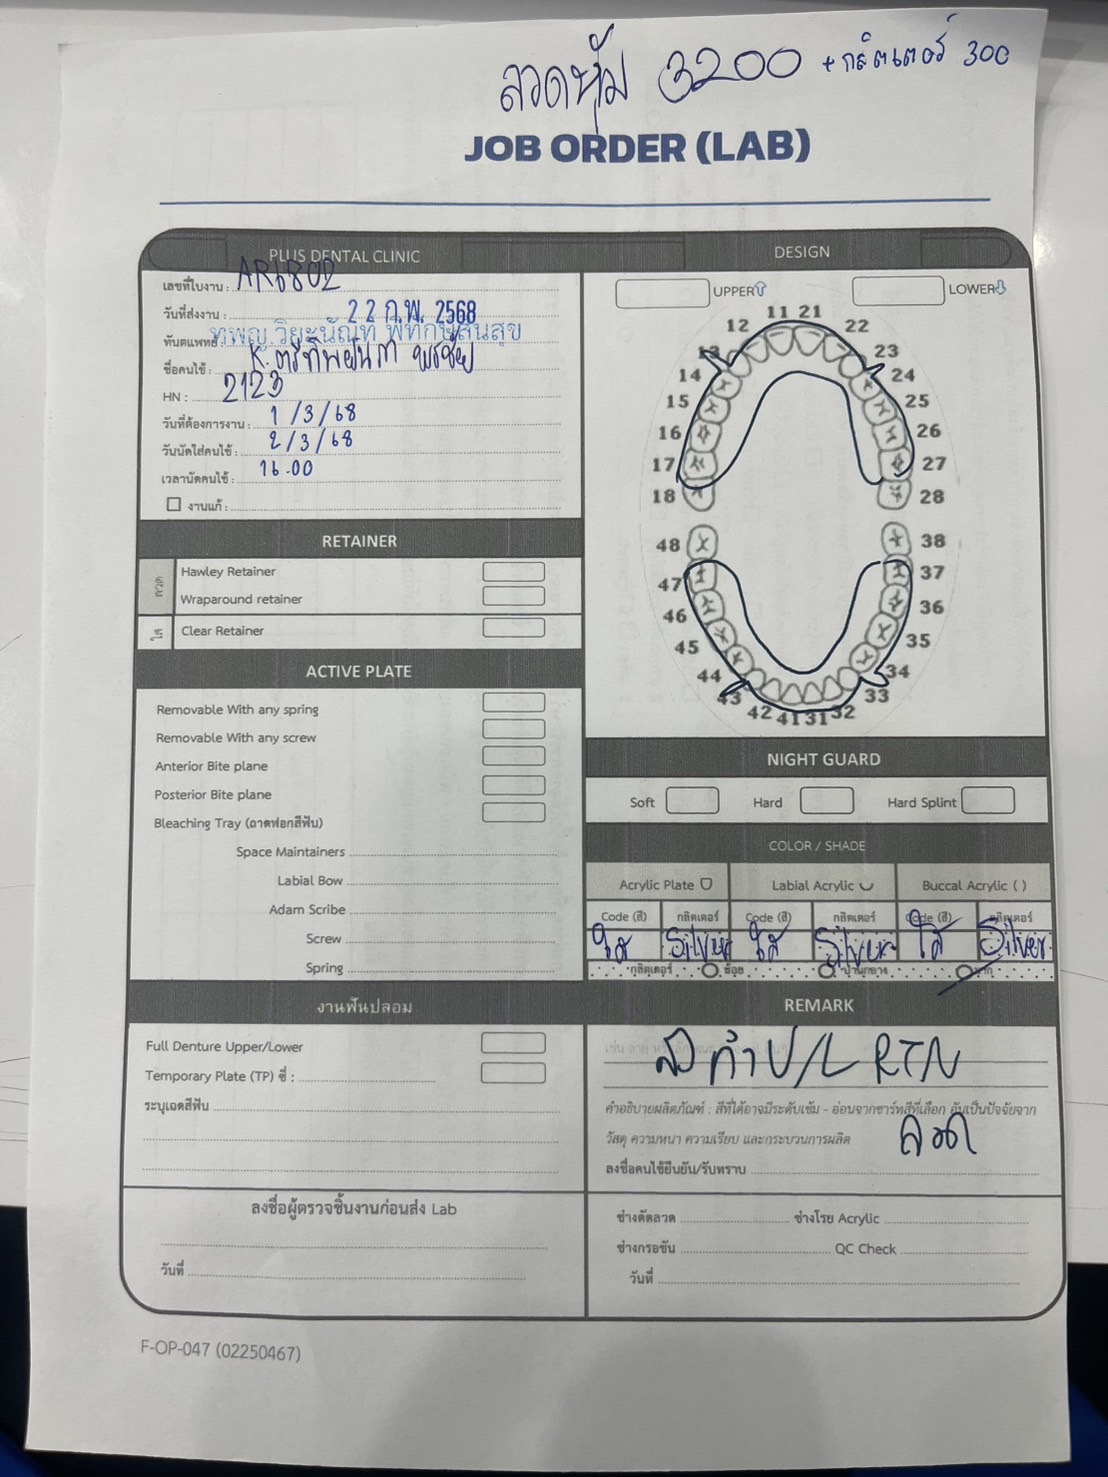 ลวดหุ้ม 3200 + กลิตเตอร์ 300
JOB ORDER (LAB)
PLUS DENTAL CLINIC
เลขที่ใบงาน : AR6802
วันที่ส่งงาน : 22 ก.พ. 2568
ทันตแพทย์ : ทพญ.วิยะนันท์ พิทักษ์สินสุข
ชื่อคนไข้ : K.
HN : 2123
วันที่ต้องการงาน : 1/3/68
วันนัดใส่คนไข้ : 2/3/68
เวลานัดคนไข้ : 16.00
งานแก้ :
DESIGN
UPPER
LOWER
11 21
12 22
13 23
14 24
15 25
16 26
17 27
18 28
48 38
47 37
46 36
45 35
44 34
43 33
42 41 31 32
RETAINER
ลวด
Hawley Retainer
Wraparound retainer
ใส
Clear Retainer
ACTIVE PLATE
Removable With any spring
Removable With any screw
Anterior Bite plane
Posterior Bite plane
Bleaching Tray (ถาดฟอกสีฟัน)
Space Maintainers
Labial Bow
Adam Scribe
Screw
Spring
NIGHT GUARD
Soft Hard Hard Splint
COLOR / SHADE
Acrylic Plate Labial Acrylic Buccal Acrylic ( )
Code (สี) กลิตเตอร์ Code (สี) กลิตเตอร์ Code (สี) กลิตเตอร์
ใส Silver ใส Silver ใส Silver
กลิตเตอร์ น้อย ปานกลาง มาก
งานฟันปลอม
Full Denture Upper/Lower
Temporary Plate (TP) ซี่ :
ระบุเฉดสีฟัน
REMARK
ทำ U/L RTN
คำอธิบายผลิตภัณฑ์ : สีที่ได้อาจมีระดับเข้ม - อ่อนจากชาร์ทสีที่เลือก อันเป็นปัจจัยจาก
วัสดุ ความหนา ความเรียบ และกระบวนการผลิต
ลวด
ลงชื่อคนไข้ยืนยัน/รับทราบ
ลงชื่อผู้ตรวจชิ้นงานก่อนส่ง Lab
วันที่
ช่างดัดลวด ช่างโรย Acrylic
ช่างกรอขัน QC Check
วันที่
F-OP-047 (02250467)